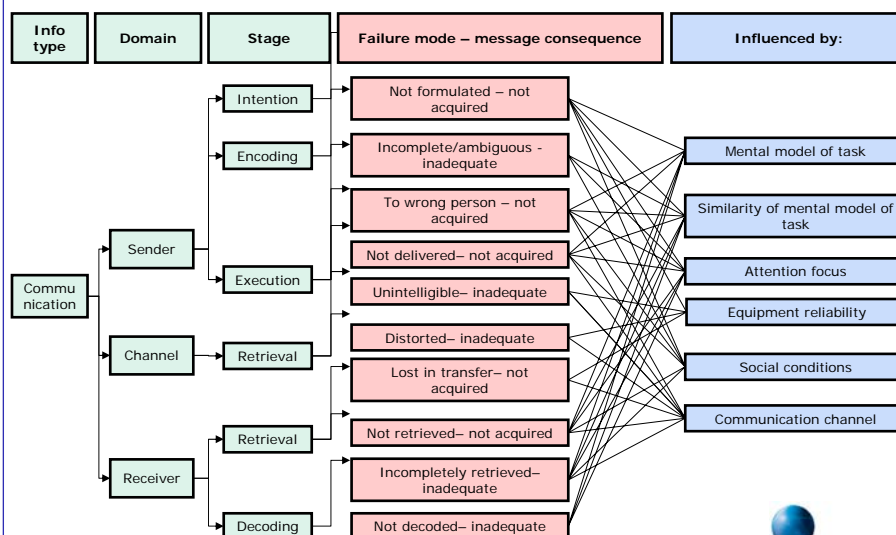 Info
type
Domain
Stage
Failure mode – message consequence
Influenced by:
Intention
Encoding
Sender
Execution
Commu
nication
Channel
Retrieval
Retrieval
Receiver
Decoding
Not formulated – not
acquired
Incomplete/ambiguous -
inadequate
To wrong person – not
acquired
Not delivered– not acquired
Unintelligible– inadequate
Distorted– inadequate
Lost in transfer– not
acquired
Not retrieved– not acquired
Incompletely retrieved–
inadequate
Not decoded– inadequate
Mental model of task
Similarity of mental model of
task
Attention focus
Equipment reliability
Social conditions
Communication channel